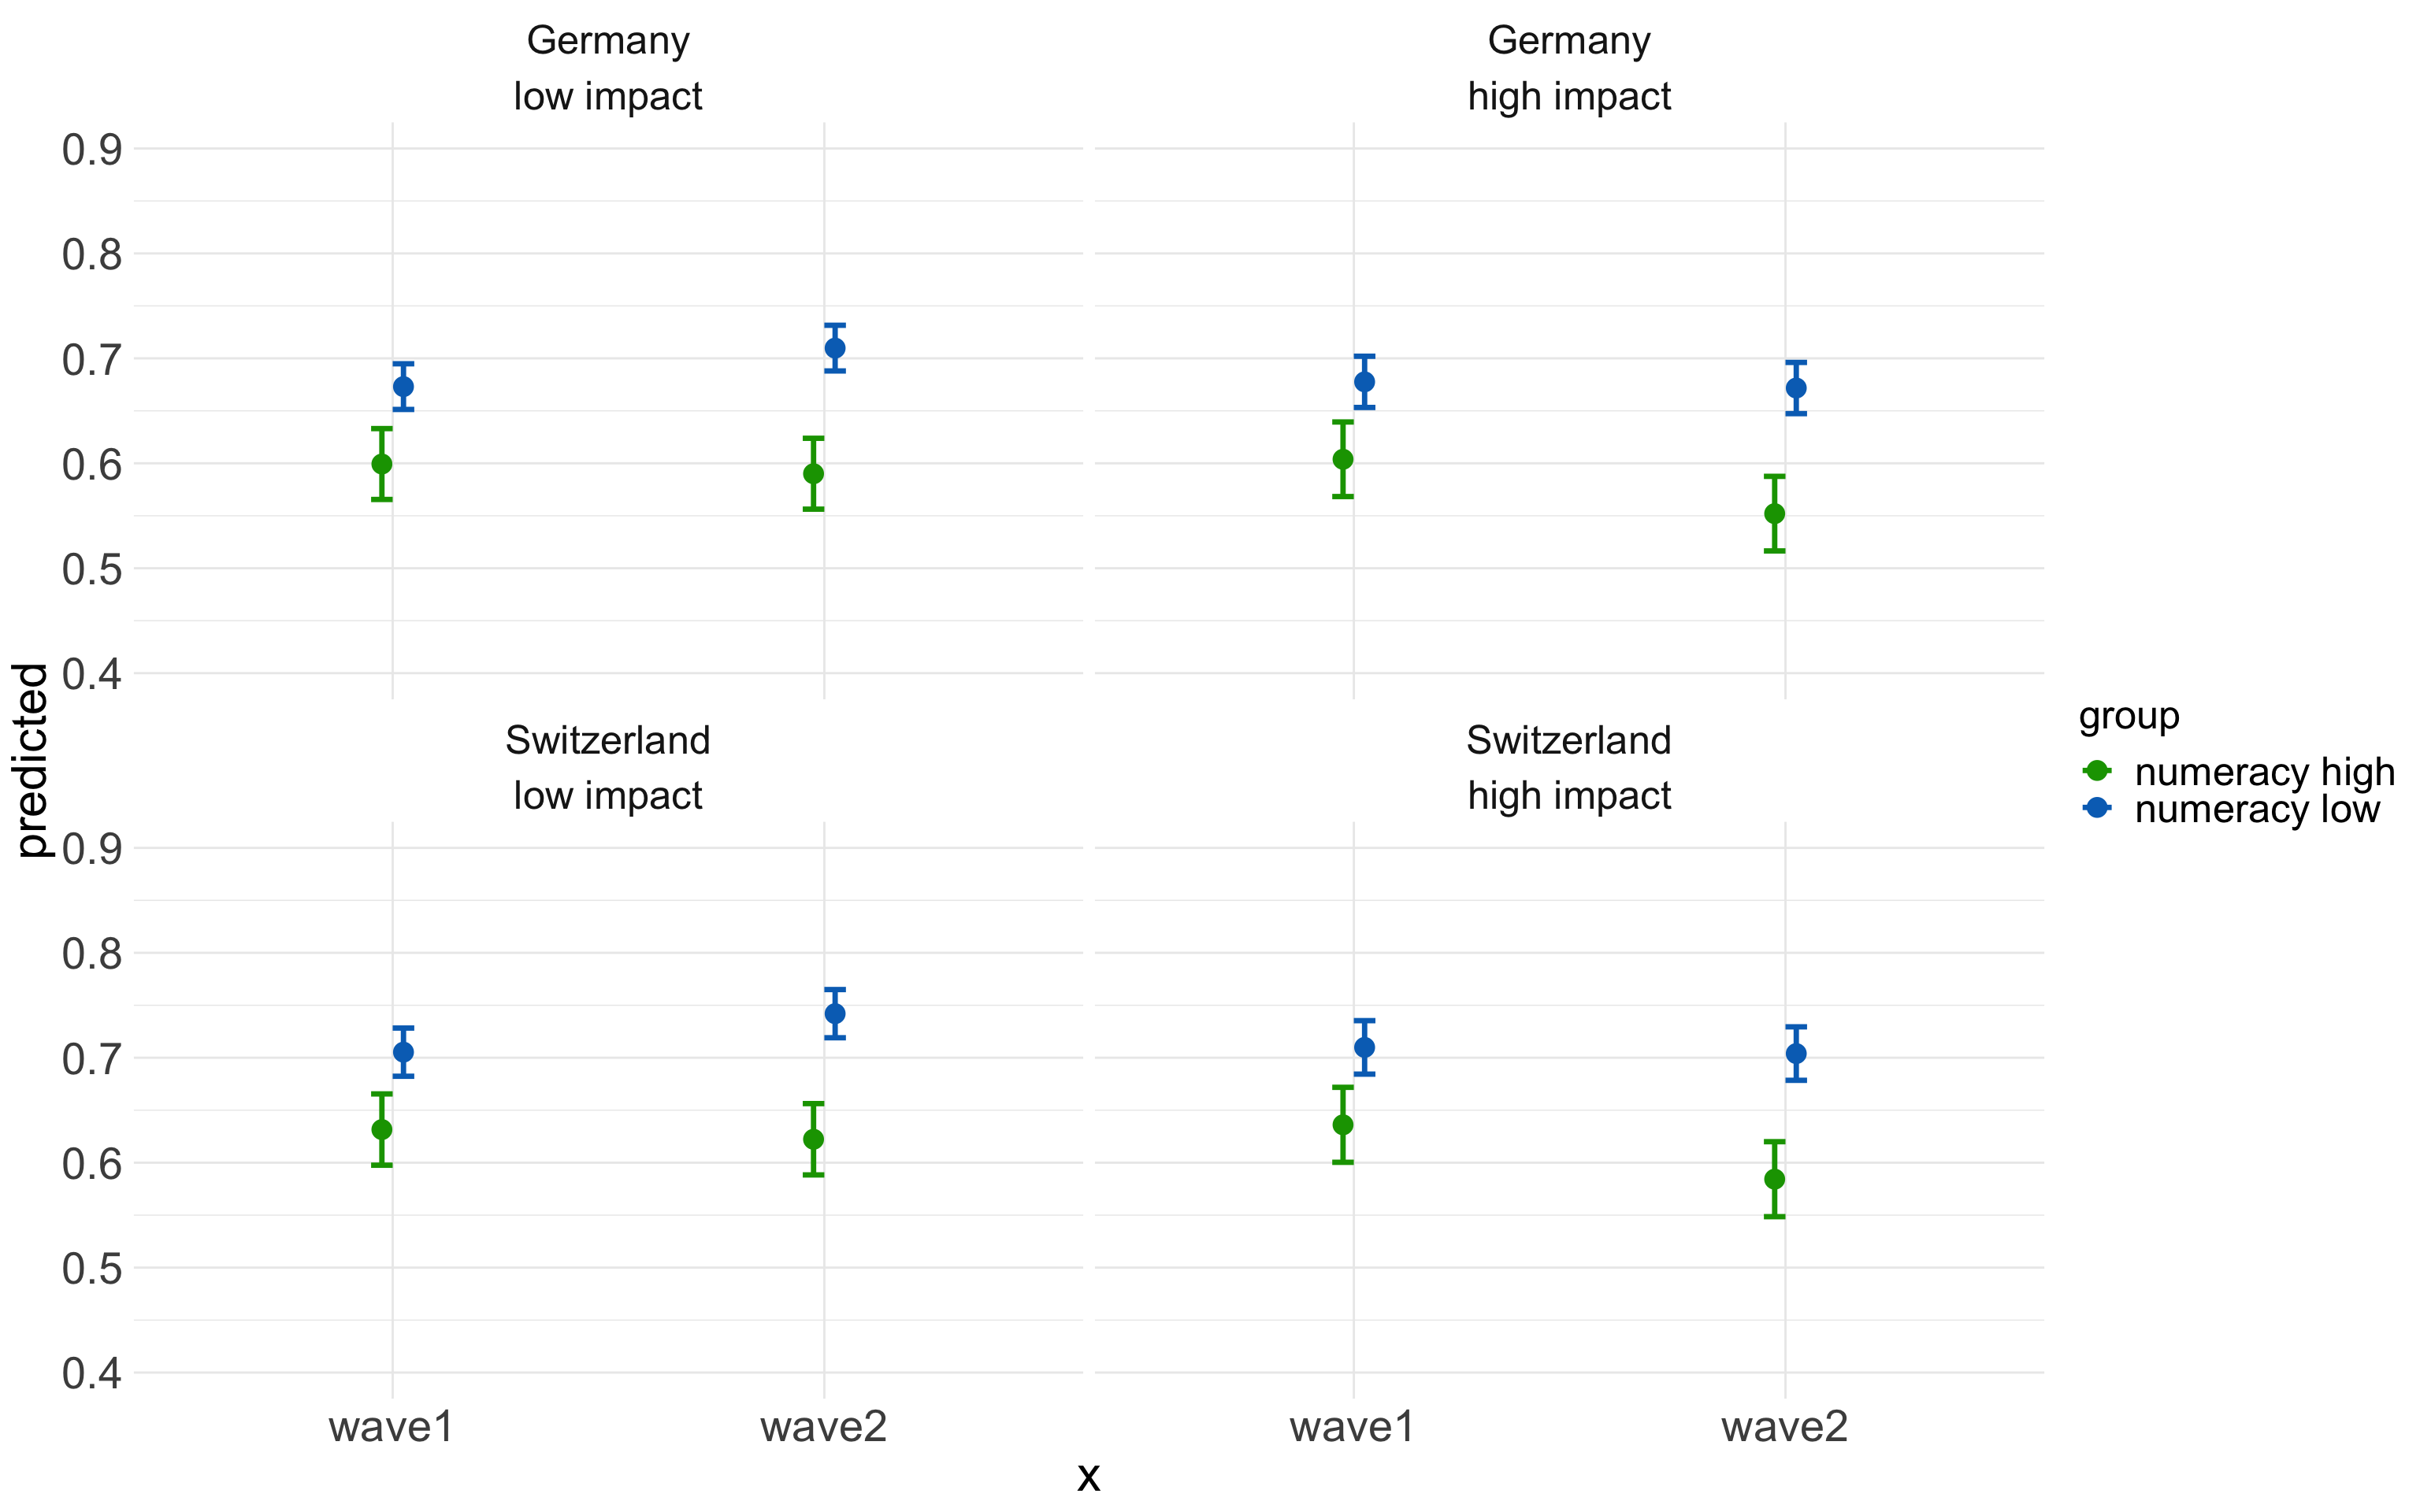 Germany
low impact
Germany
high impact
0.9
0.8
0.7
0.6
0.5
0.4
Switzerland
low impact
Switzerland
high impact
0.9
0.8
0.7
0.6
0.5
0.4
wave1
wave2
wave1
wave2
x
predicted
group
numeracy high
numeracy low